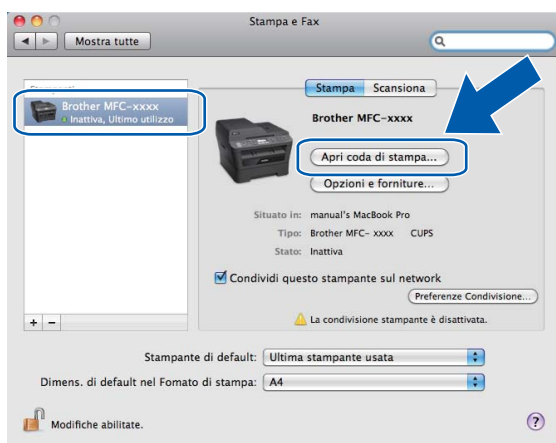 Stampa e Fax
Mostra tutte
Stampa Scansiona
Brother MFC-xxxx
Inattiva, Ultimo utilizzo
Brother MFC-xxxx
Apri coda di stampa...
Opzioni e forniture...
Situato in: manual's MacBook Pro
Tipo: Brother MFC- xxxx CUPS
Stato: Inattiva
Condividi questo stampante sul network
Preferenze Condivisione...
La condivisione stampante è disattivata.
+ −
Stampante di default: Ultima stampante usata
Dimens. di default nel Fomato di stampa: A4
Modifiche abilitate.
?